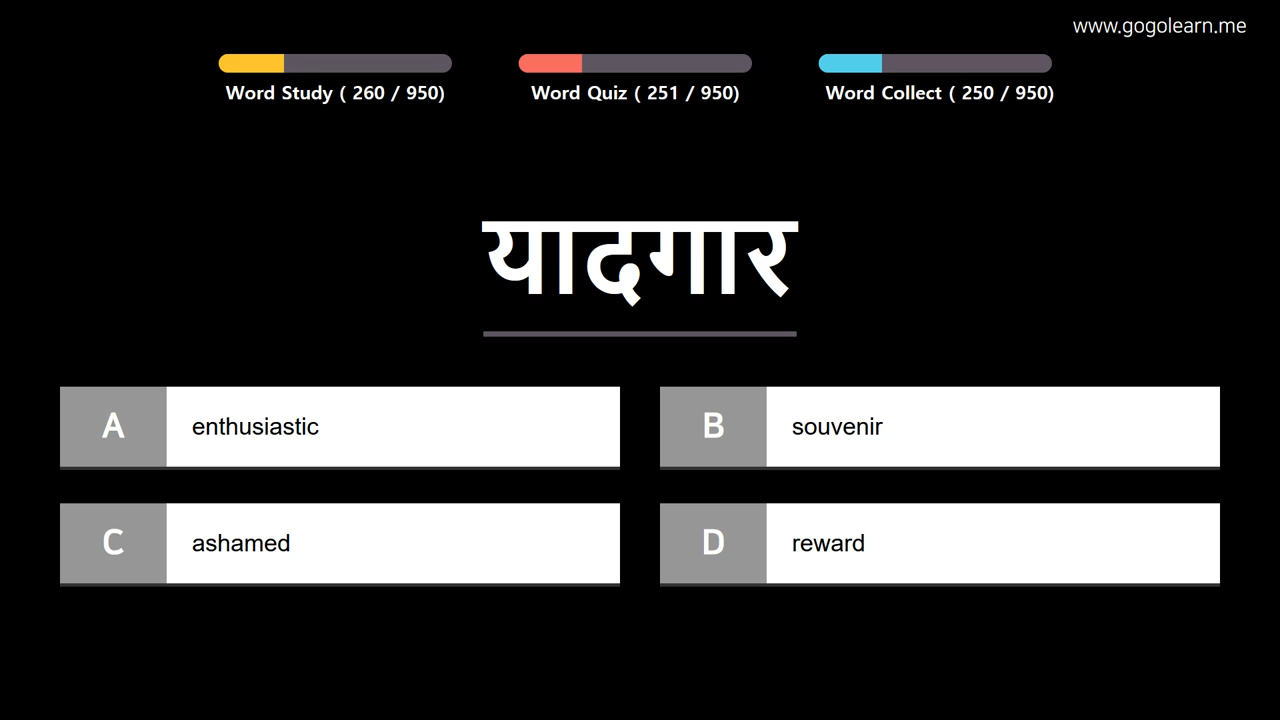 www.gogolearn.me
Word Study ( 260 / 950)
Word Quiz ( 251 / 950)
Word Collect ( 250 / 950)
यादगार
A enthusiastic
B souvenir
C ashamed
D reward